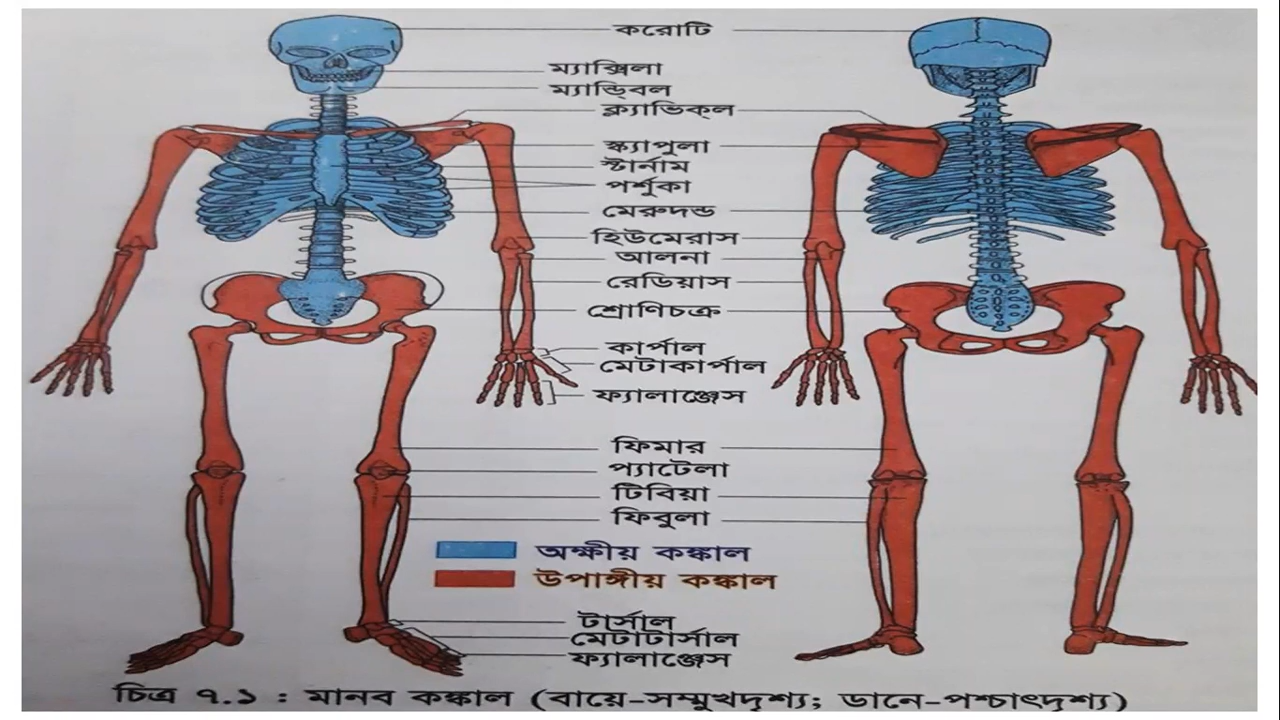 করোটি
ম্যাক্সিলা
ম্যান্ডিবল
ক্ল্যাভিক্‌ল
স্ক্যাপুলা
স্টার্নাম
পর্শুকা
মেরুদন্ড
হিউমেরাস
আলনা
রেডিয়াস
শ্রোণিচক্র
কার্পাল
মেটাকার্পাল
ফ্যালাঞ্জেস
ফিমার
প্যাটেলা
টিবিয়া
ফিবুলা
অক্ষীয় কঙ্কাল
উপাঙ্গীয় কঙ্কাল
টার্সাল
মেটাটার্সাল
ফ্যালাঞ্জেস
চিত্র ৭.১ : মানব কঙ্কাল (বায়ে-সম্মুখদৃশ্য; ডানে-পশ্চাৎদৃশ্য)